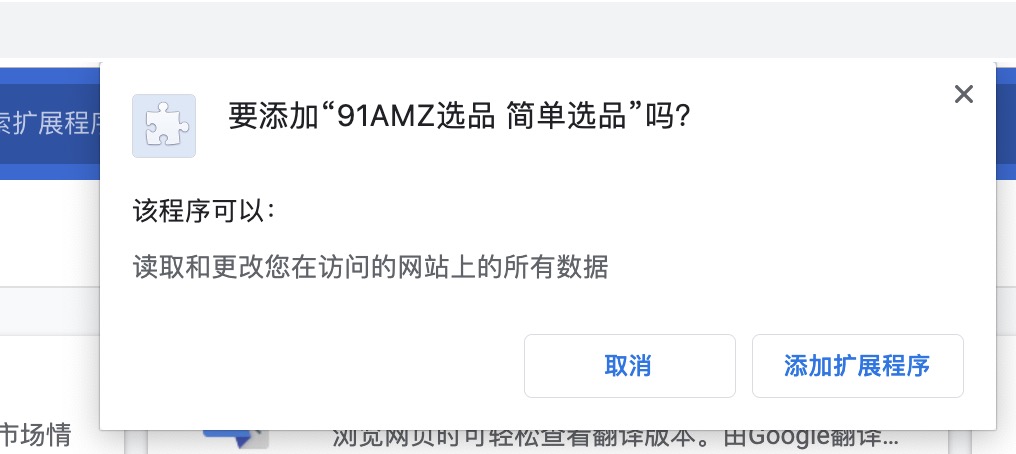 索扩展程序
要添加“91AMZ选品 简单选品”吗?
该程序可以：
读取和更改您在访问的网站上的所有数据
取消
添加扩展程序
市场情
浏览网页时可轻松查看翻译版本。由Google翻译...